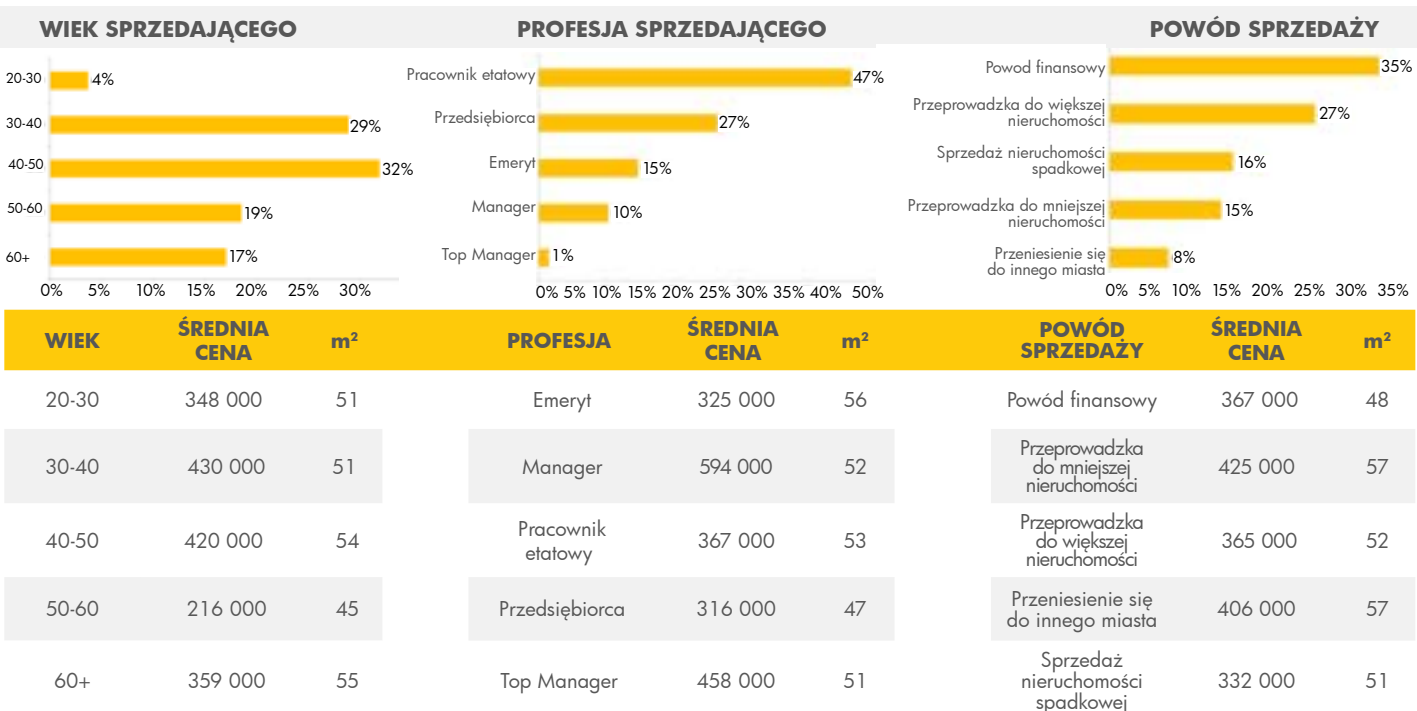 WIEK SPRZEDAJĄCEGO
20-30 4%
30-40 29%
40-50 32%
50-60 19%
60+ 17%
0% 5% 10% 15% 20% 25% 30%
PROFESJA SPRZEDAJĄCEGO
Pracownik etatowy 47%
Przedsiębiorca 27%
Emeryt 15%
Manager 10%
Top Manager 1%
0% 5% 10% 15% 20% 25% 30% 35% 40% 50%
POWÓD SPRZEDAŻY
Powod finansowy 35%
Przeprowadzka do większej
nieruchomości
27%
Sprzedaż nieruchomości
spadkowej
16%
Przeprowadzka do mniejszej
nieruchomości
15%
Przeniesienie się
do innego miasta
8%
0% 5% 10% 15% 20% 25% 30% 35%
WIEK
ŚREDNIA
CENA
m²
20-30 348 000 51
30-40 430 000 51
40-50 420 000 54
50-60 216 000 45
60+ 359 000 55
PROFESJA
ŚREDNIA
CENA
m²
Emeryt 325 000 56
Manager 594 000 52
Pracownik
etatowy
367 000 53
Przedsiębiorca 316 000 47
Top Manager 458 000 51
POWÓD
SPRZEDAŻY
ŚREDNIA
CENA
m²
Powód finansowy 367 000 48
Przeprowadzka
do mniejszej
nieruchomości
425 000 57
Przeprowadzka
do większej
nieruchomości
365 000 52
Przeniesienie się
do innego miasta
406 000 57
Sprzedaż
nieruchomości
spadkowej
332 000 51